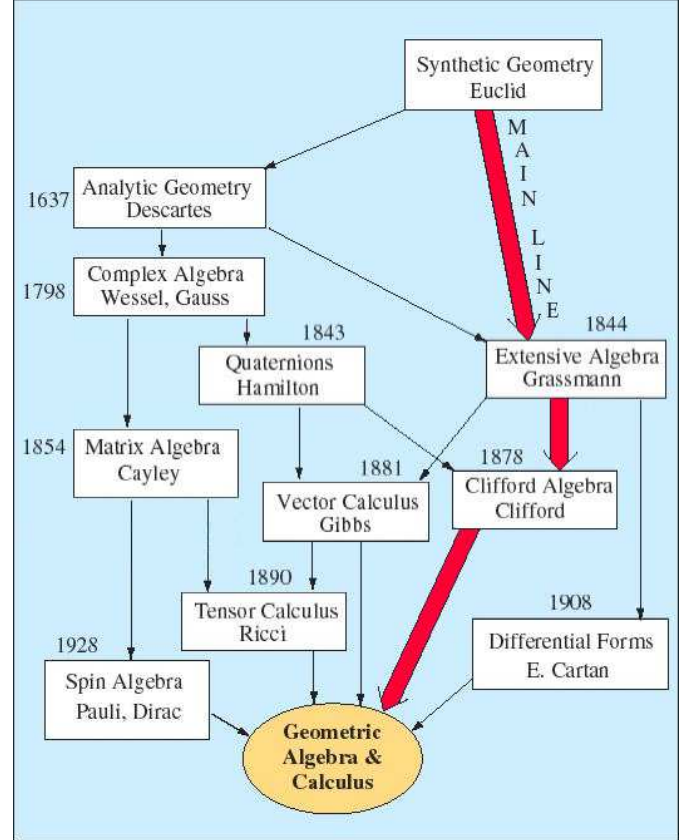 Synthetic Geometry
Euclid
MAIN LINE
1637
Analytic Geometry
Descartes
1798
Complex Algebra
Wessel, Gauss
1843
Quaternions
Hamilton
1844
Extensive Algebra
Grassmann
1854
Matrix Algebra
Cayley
1881
Vector Calculus
Gibbs
1878
Clifford Algebra
Clifford
1890
Tensor Calculus
Ricci
1908
Differential Forms
E. Cartan
1928
Spin Algebra
Pauli, Dirac
Geometric
Algebra &
Calculus